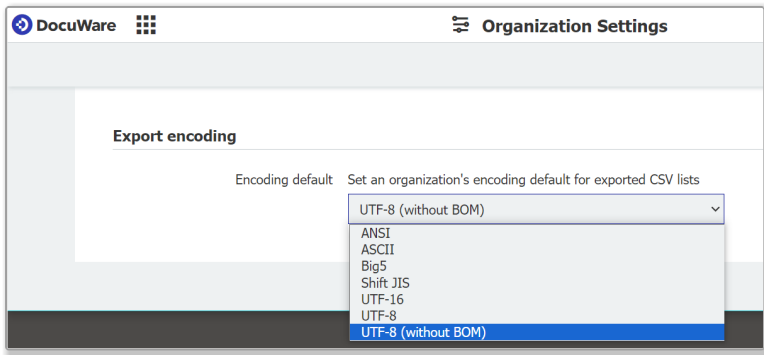 DocuWare
Organization Settings
Export encoding
Encoding default Set an organization's encoding default for exported CSV lists
UTF-8 (without BOM)
ANSI
ASCII
Big5
Shift JIS
UTF-16
UTF-8
UTF-8 (without BOM)